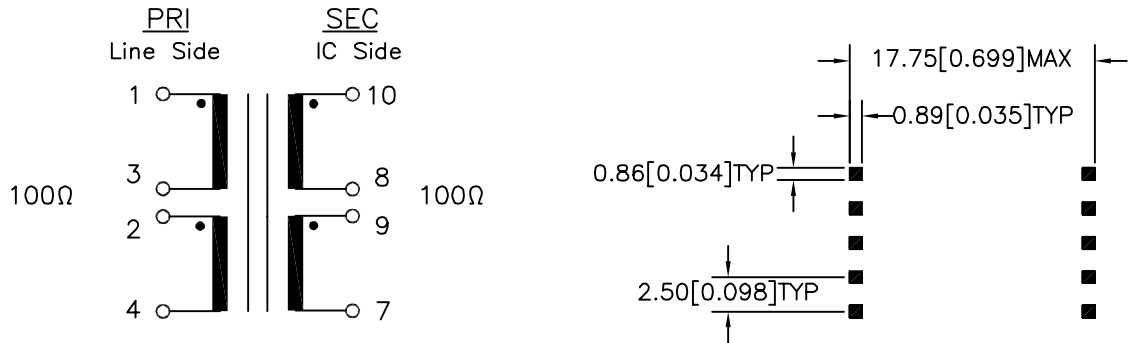 PRI SEC
Line Side IC Side
1 10
3 8
100Ω 100Ω
2 9
4 7
17.75[0.699]MAX
0.89[0.035]TYP
0.86[0.034]TYP
2.50[0.098]TYP